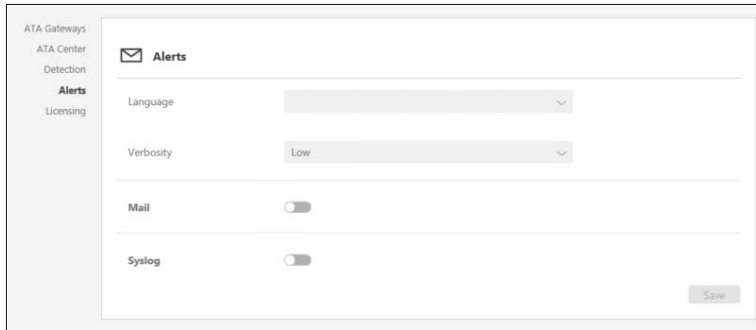 ATA Gateways
ATA Center
Detection
Alerts
Licensing
Alerts
Language
Verbosity Low
Mail
Syslog
Save